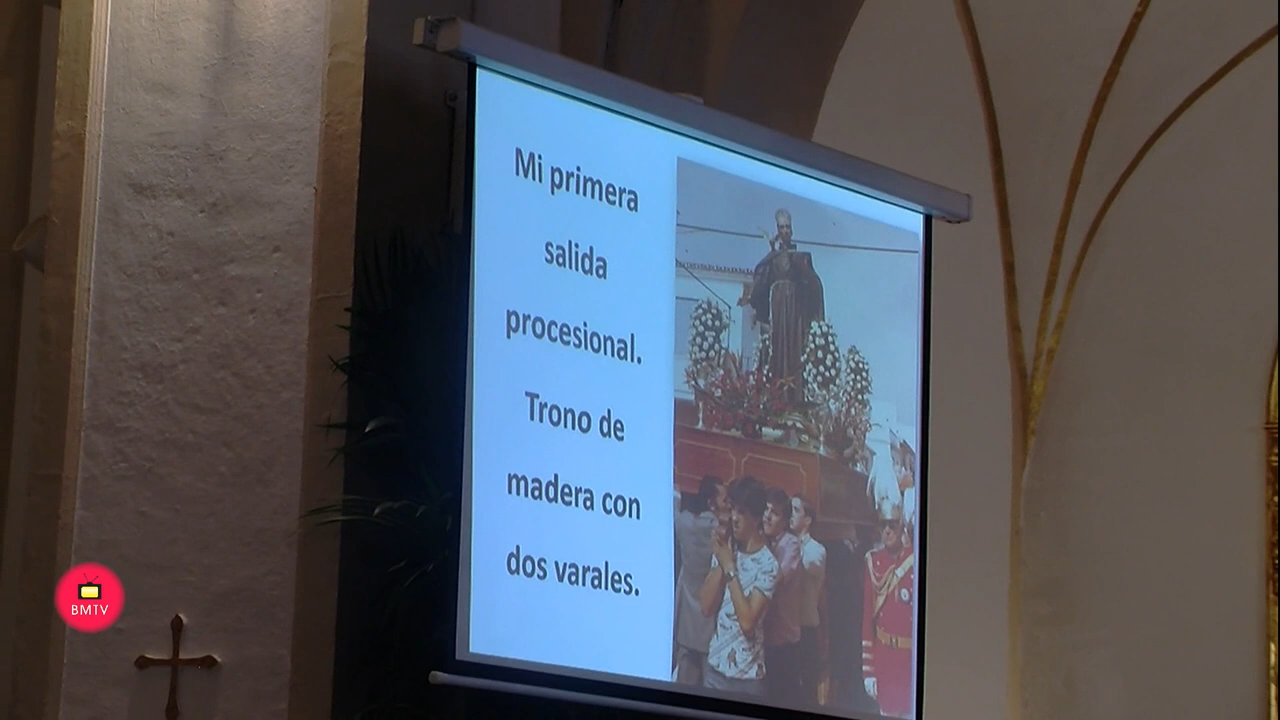 Mi primera
salida
procesional.
Trono de
madera con
dos varales.
BMTV